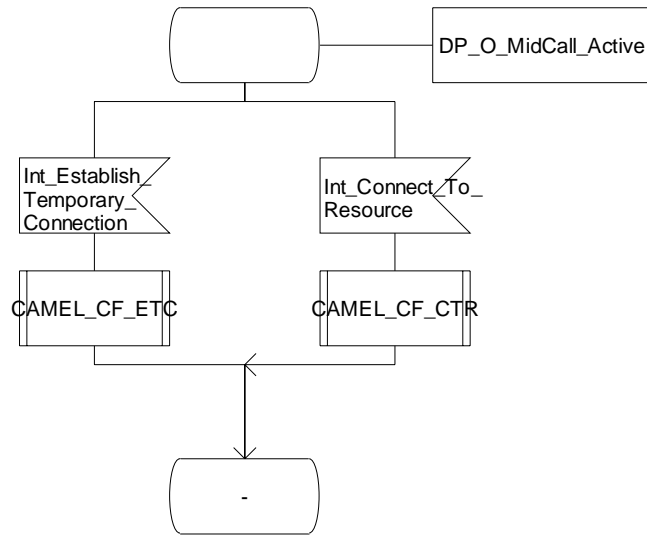 DP_O_MidCall_Active
Int_Establish_
Temporary_
Connection
Int_Connect_To_
Resource
CAMEL_CF_ETC
CAMEL_CF_CTR
-